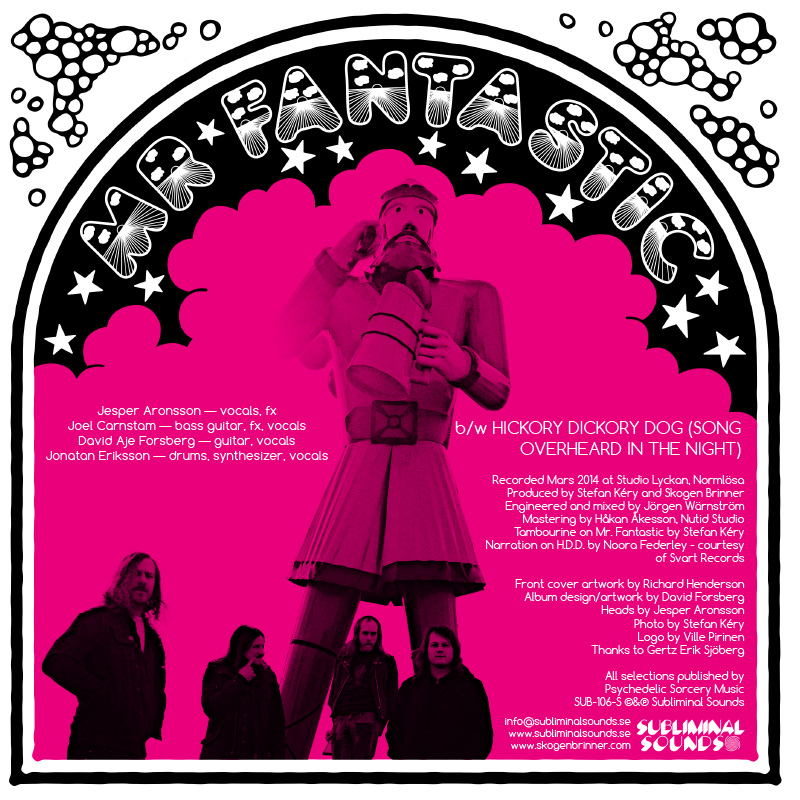 MR FANTASTIC
Jesper Aronsson — vocals, fx
Joel Carnstam — bass guitar, fx, vocals
David Aje Forsberg — guitar, vocals
Jonatan Eriksson — drums, synthesizer, vocals
b/w HICKORY DICKORY DOG (SONG
OVERHEARD IN THE NIGHT)
Recorded Mars 2014 at Studio Lyckan, Normlösa
Produced by Stefan Kéry and Skogen Brinner
Engineered and mixed by Jörgen Wärnström
Mastering by Håkan Åkesson, Nutid Studio
Tambourine on Mr. Fantastic by Stefan Kéry
Narration on H.D.D. by Noora Federley - courtesy
of Svart Records
Front cover artwork by Richard Henderson
Album design/artwork by David Forsberg
Heads by Jesper Aronsson
Photo by Stefan Kéry
Logo by Ville Pirinen
Thanks to Gertz Erik Sjöberg
All selections published by
Psychedelic Sorcery Music
SUB-106-S ©&℗ Subliminal Sounds
info@subliminalsounds.se
www.subliminalsounds.se
www.skogenbrinner.com
SUBLIMINAL
SOUNDS